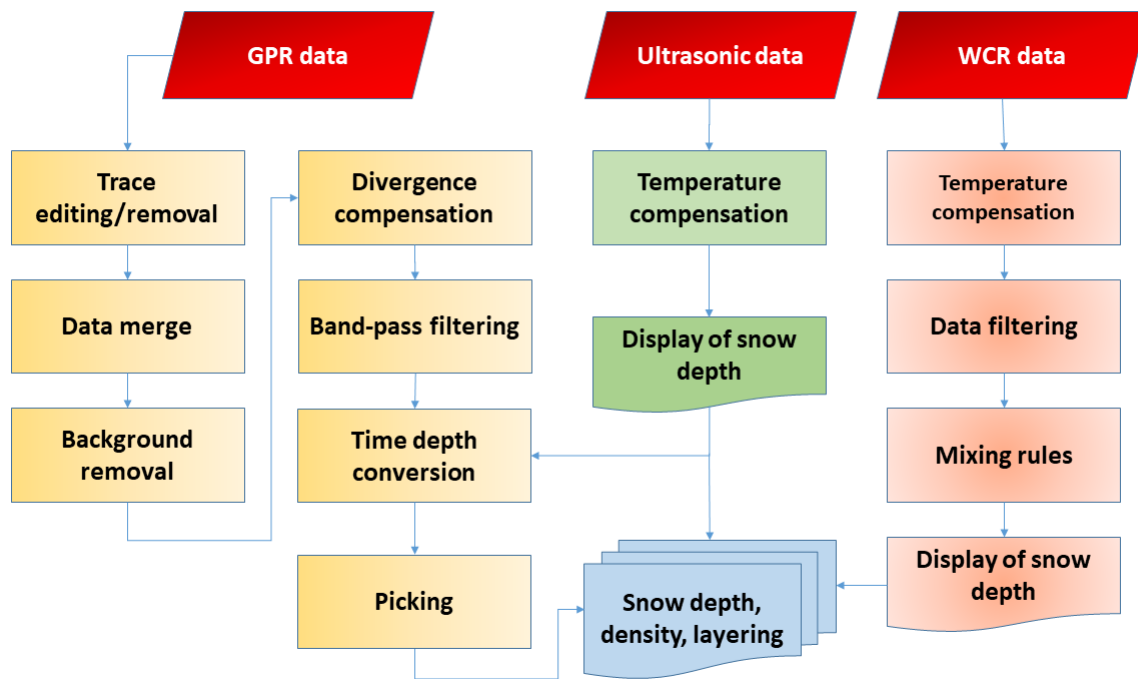 GPR data
Ultrasonic data
WCR data
Trace
editing/removal
Data merge
Background
removal
Divergence
compensation
Band-pass filtering
Time depth
conversion
Picking
Temperature
compensation
Display of snow
depth
Snow depth,
density, layering
Temperature
compensation
Data filtering
Mixing rules
Display of snow
depth